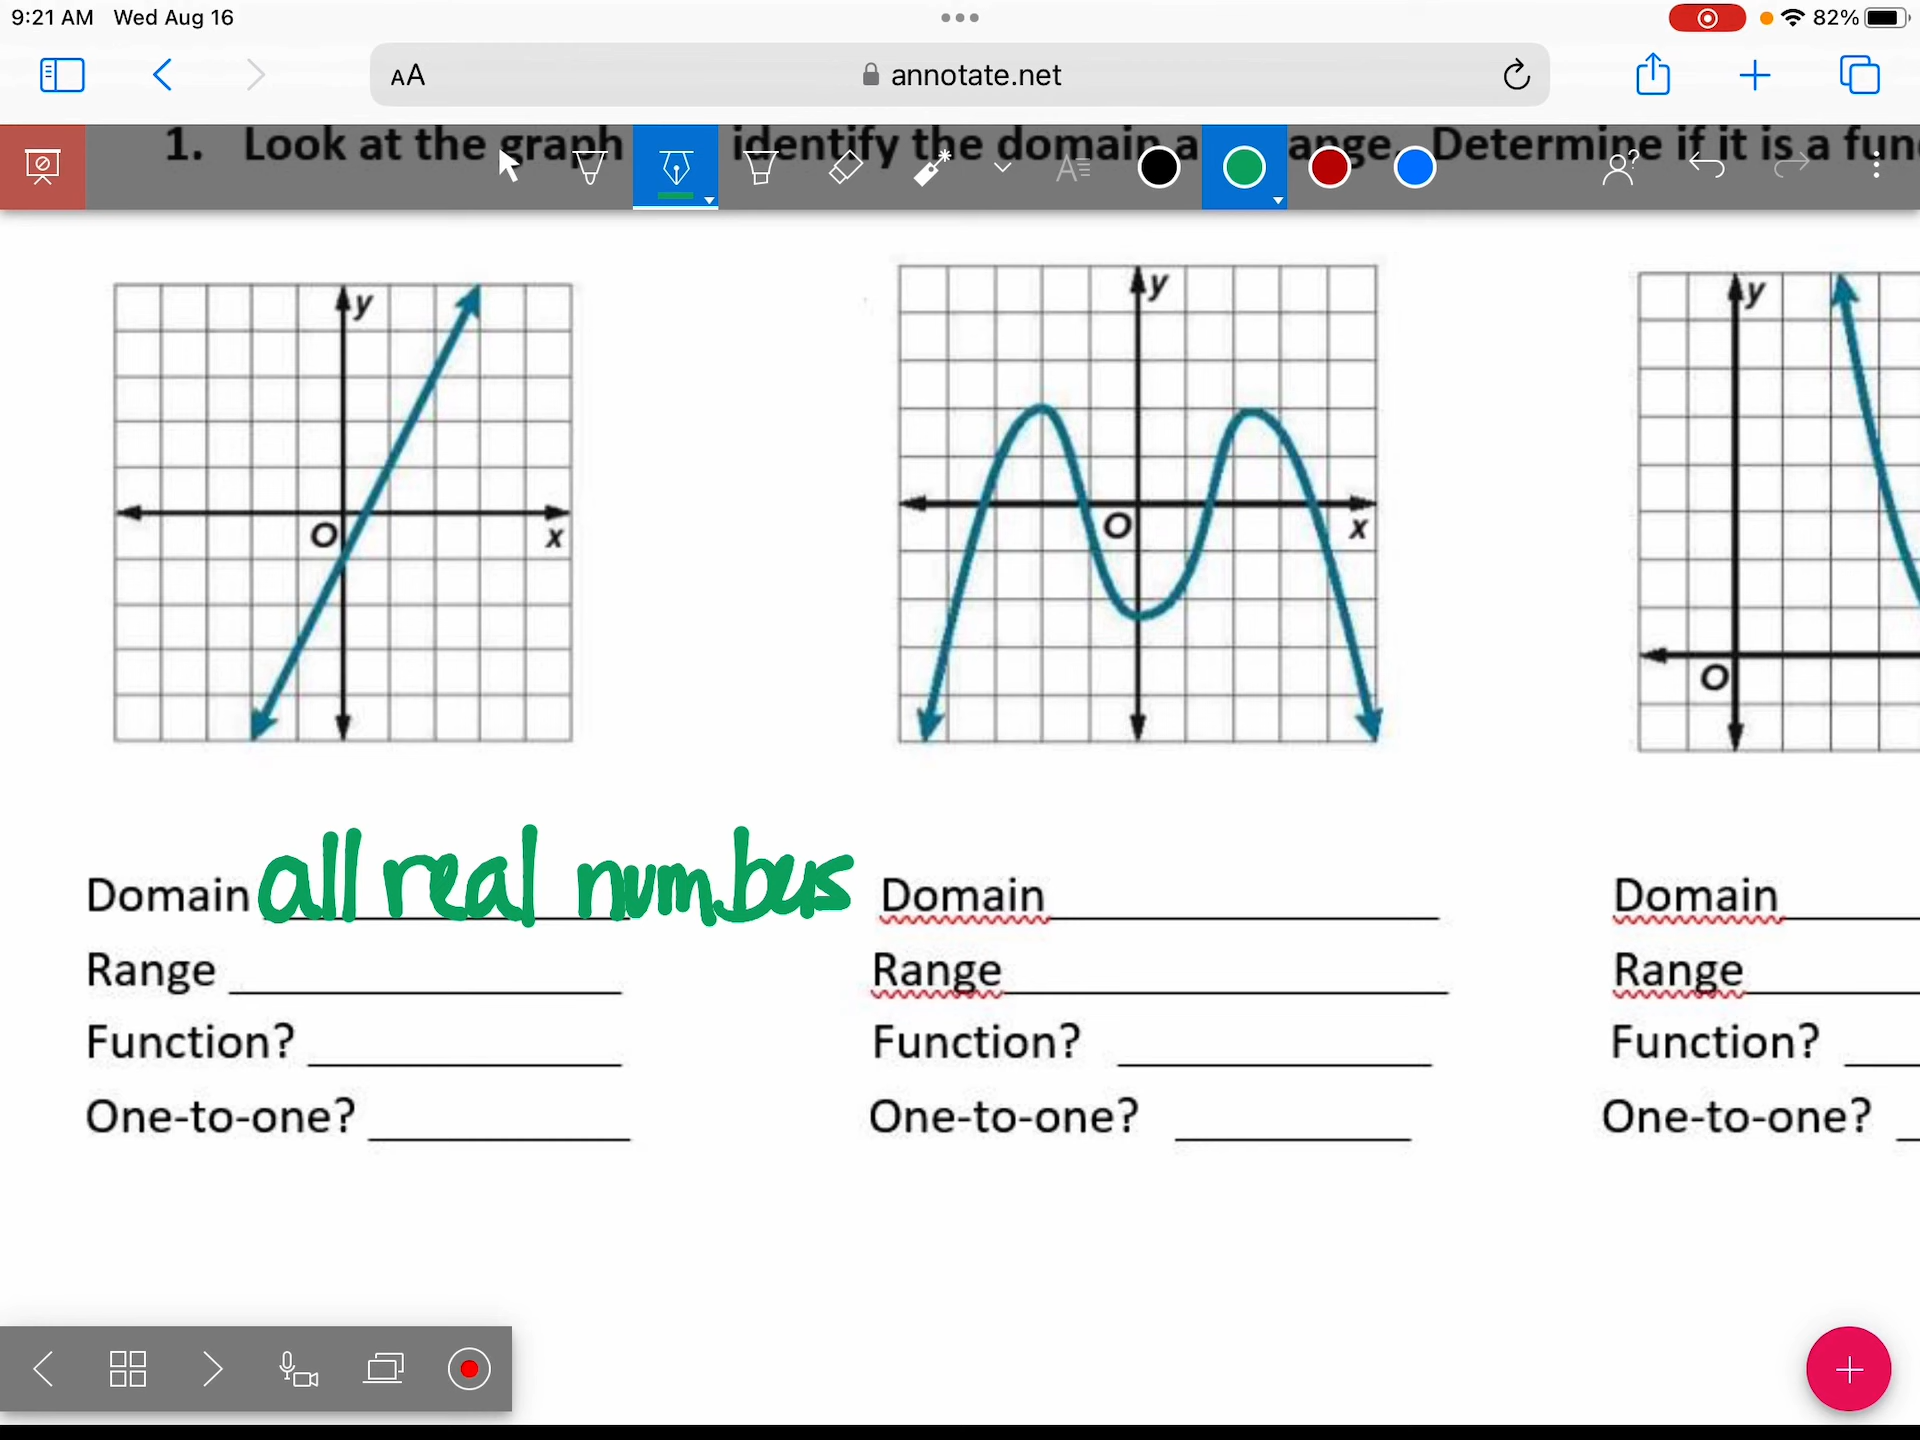 9:21 AM Wed Aug 16
82%
AA annotate.net
1. Look at the graph identify the domain a ange. Determine if it is a fun
y
x
O
y
x
O
y
O
Domain all real numbus
Range
Function?
One-to-one?
Domain
Range
Function?
One-to-one?
Domain
Range
Function?
One-to-one?